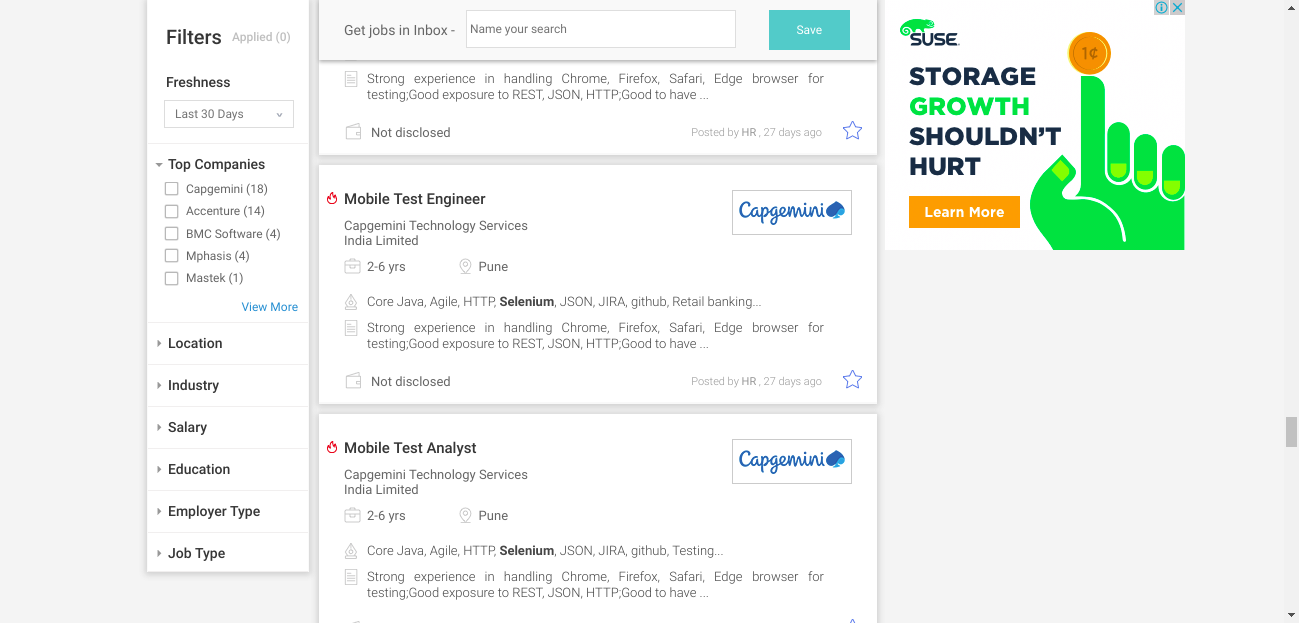 Filters Applied (0)
Freshness
Last 30 Days
Top Companies
Capgemini (18)
Accenture (14)
BMC Software (4)
Mphasis (4)
Mastek (1)
View More
Location
Industry
Salary
Education
Employer Type
Job Type
Get jobs in Inbox - Name your search Save
Strong experience in handling Chrome, Firefox, Safari, Edge browser for
testing;Good exposure to REST, JSON, HTTP;Good to have ...
Not disclosed Posted by HR , 27 days ago
Mobile Test Engineer
Capgemini
Capgemini Technology Services
India Limited
2-6 yrs Pune
Core Java, Agile, HTTP, Selenium, JSON, JIRA, github, Retail banking...
Strong experience in handling Chrome, Firefox, Safari, Edge browser for
testing;Good exposure to REST, JSON, HTTP;Good to have ...
Not disclosed Posted by HR , 27 days ago
Mobile Test Analyst
Capgemini
Capgemini Technology Services
India Limited
2-6 yrs Pune
Core Java, Agile, HTTP, Selenium, JSON, JIRA, github, Testing...
Strong experience in handling Chrome, Firefox, Safari, Edge browser for
testing;Good exposure to REST, JSON, HTTP;Good to have ...
SUSE
1¢
STORAGE
GROWTH
SHOULDN'T
HURT
Learn More